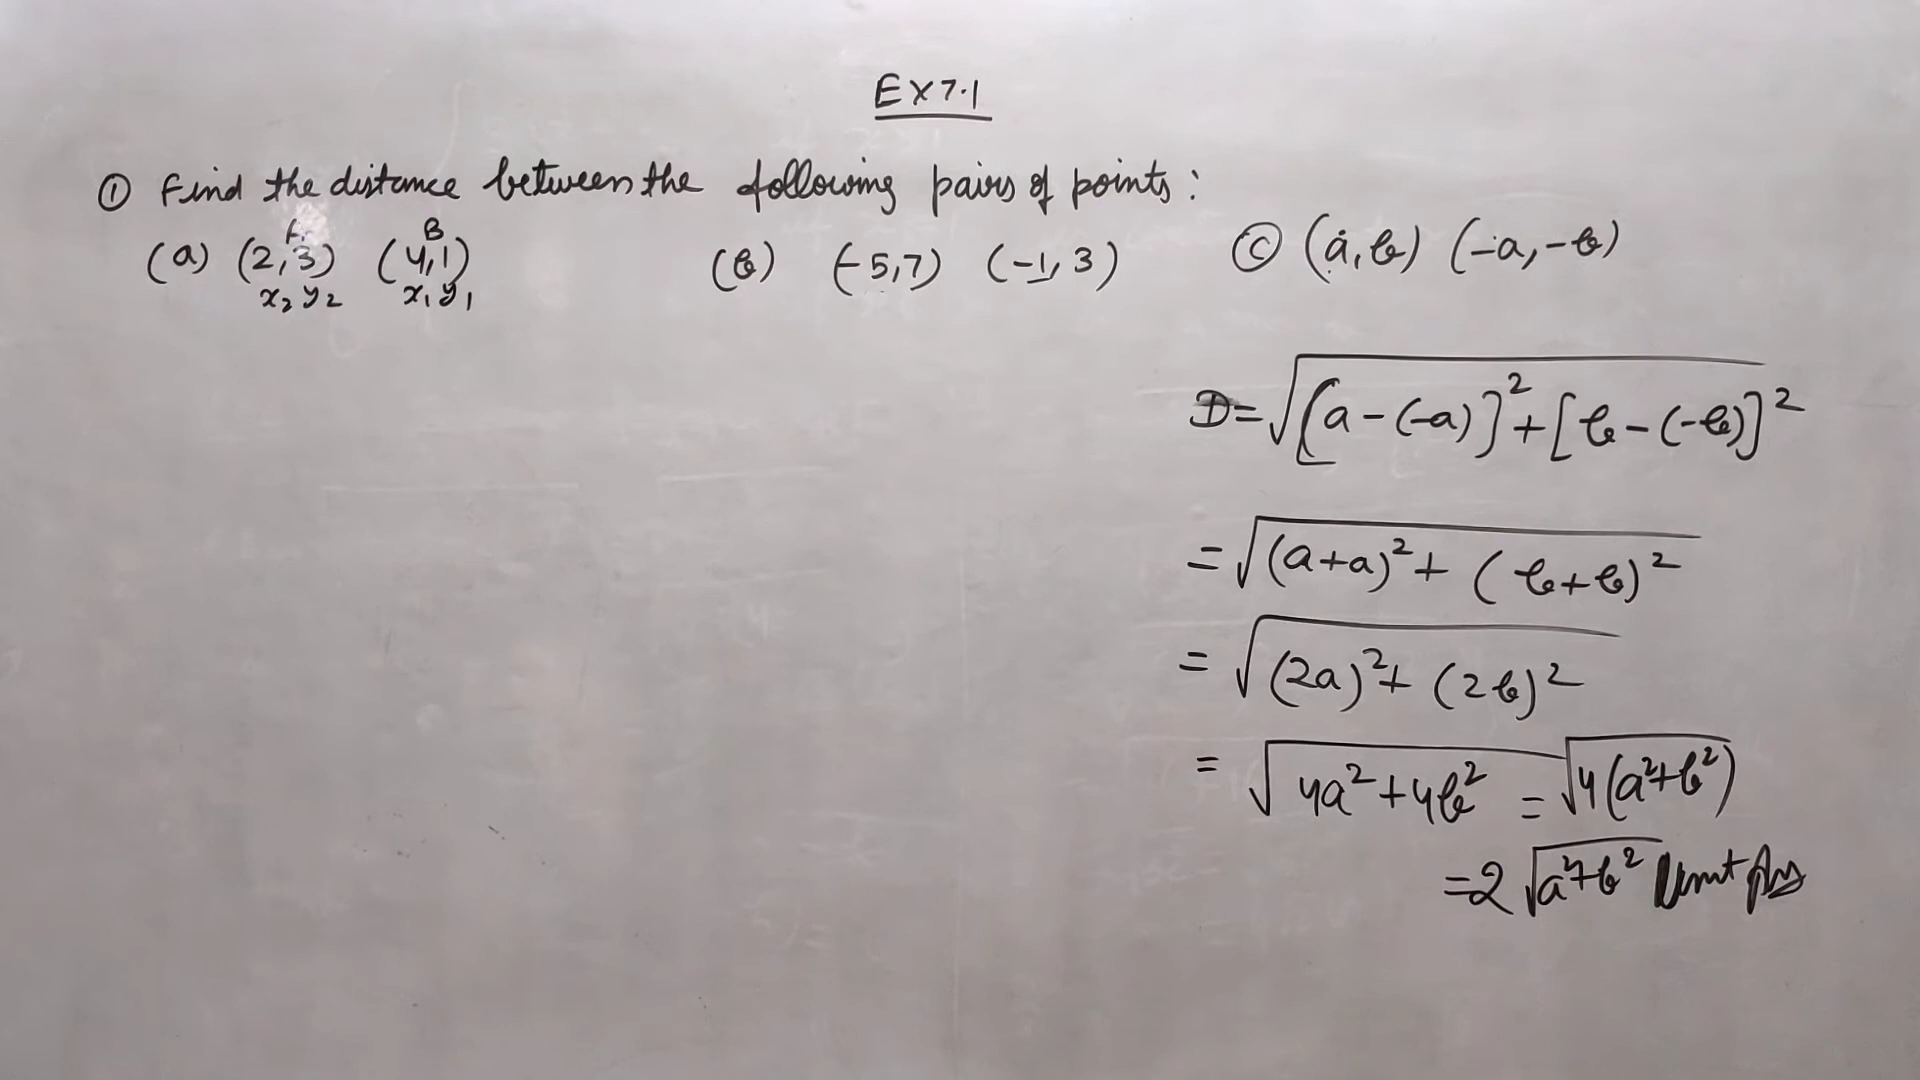 Ex 7.1
① Find the distance between the following pairs of points:
A B
(a) (2,3) (4,1) (b) (-5,7) (-1,3) ⓒ (a,b) (-a,-b)
x₂ y₂ x₁ y₁
D=√[a-(-a)]²+[b-(-b)]²
=√(a+a)²+(b+b)²
=√(2a)²+(2b)²
=√4a²+4b² =√4(a²+b²)
=2√a²+b² Unit Ans